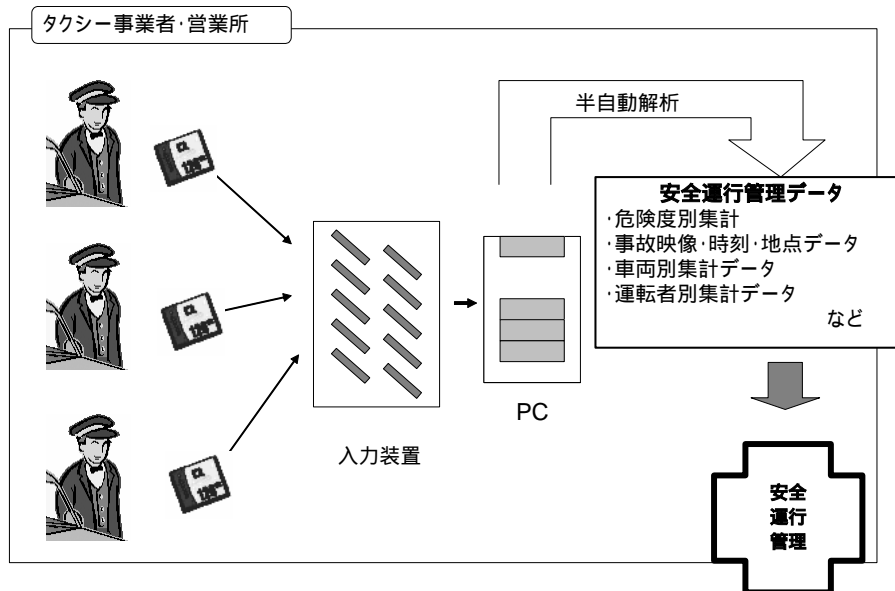 タクシー事業者・営業所
半自動解析
安全運行管理データ
・危険度別集計
・事故映像・時刻・地点データ
・車両別集計データ
・運転者別集計データ
など
PC
入力装置
安全
運行
管理